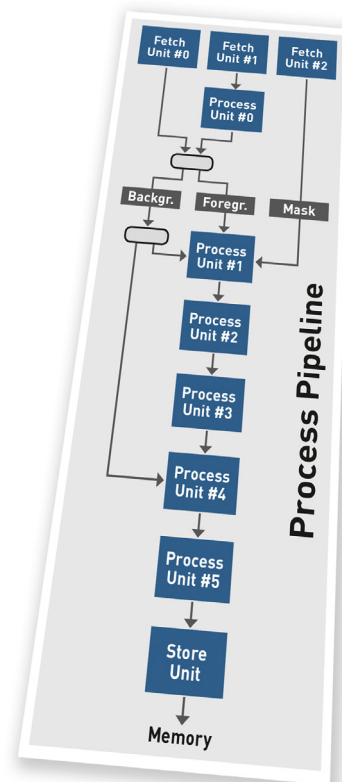 Fetch
Unit #0
Fetch
Unit #1
Fetch
Unit #2
Process
Unit#0
Backgr.
Foregr.
Mask
Process
Unit #1
Process
Unit #2
Process
Unit #3
Process
Unit #4
Process
Unit #5
Store
Unit
Memory
Process Pipeline